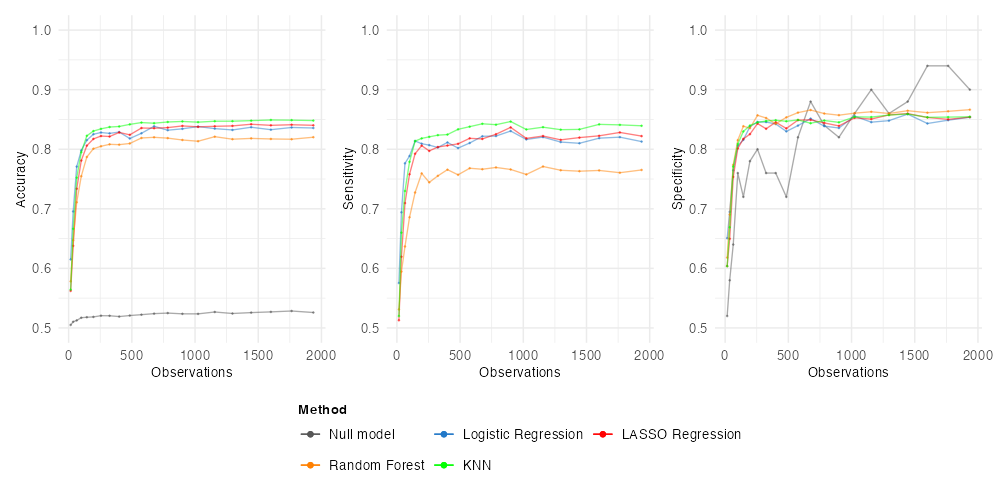 1.0
0.9
0.8
0.7
0.6
0.5
Accuracy
0 500 1000 1500 2000
Observations
1.0
0.9
0.8
0.7
0.6
0.5
Sensitivity
0 500 1000 1500 2000
Observations
1.0
0.9
0.8
0.7
0.6
0.5
Specificity
0 500 1000 1500 2000
Observations
Method
Null model Logistic Regression LASSO Regression
Random Forest KNN